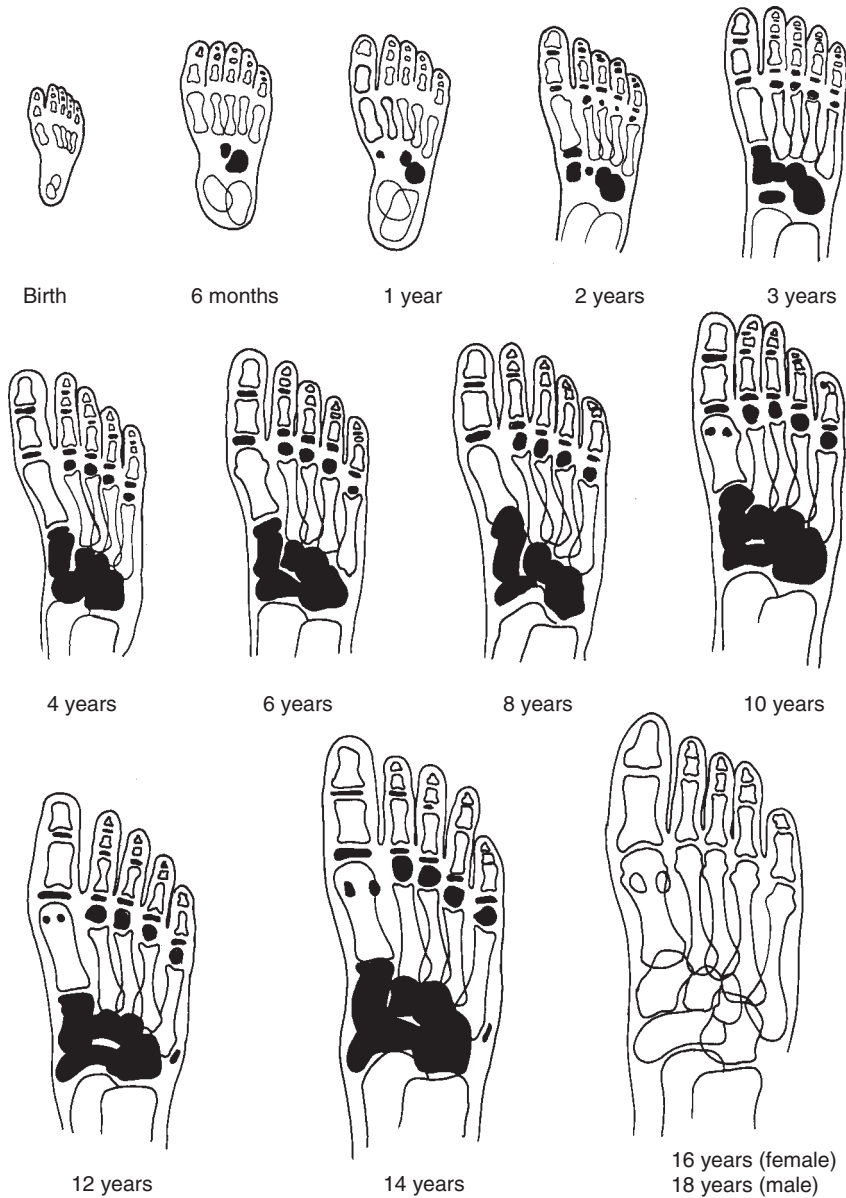 Birth
6 months
1 year
2 years
3 years
4 years
6 years
8 years
10 years
12 years
14 years
16 years (female)
18 years (male)